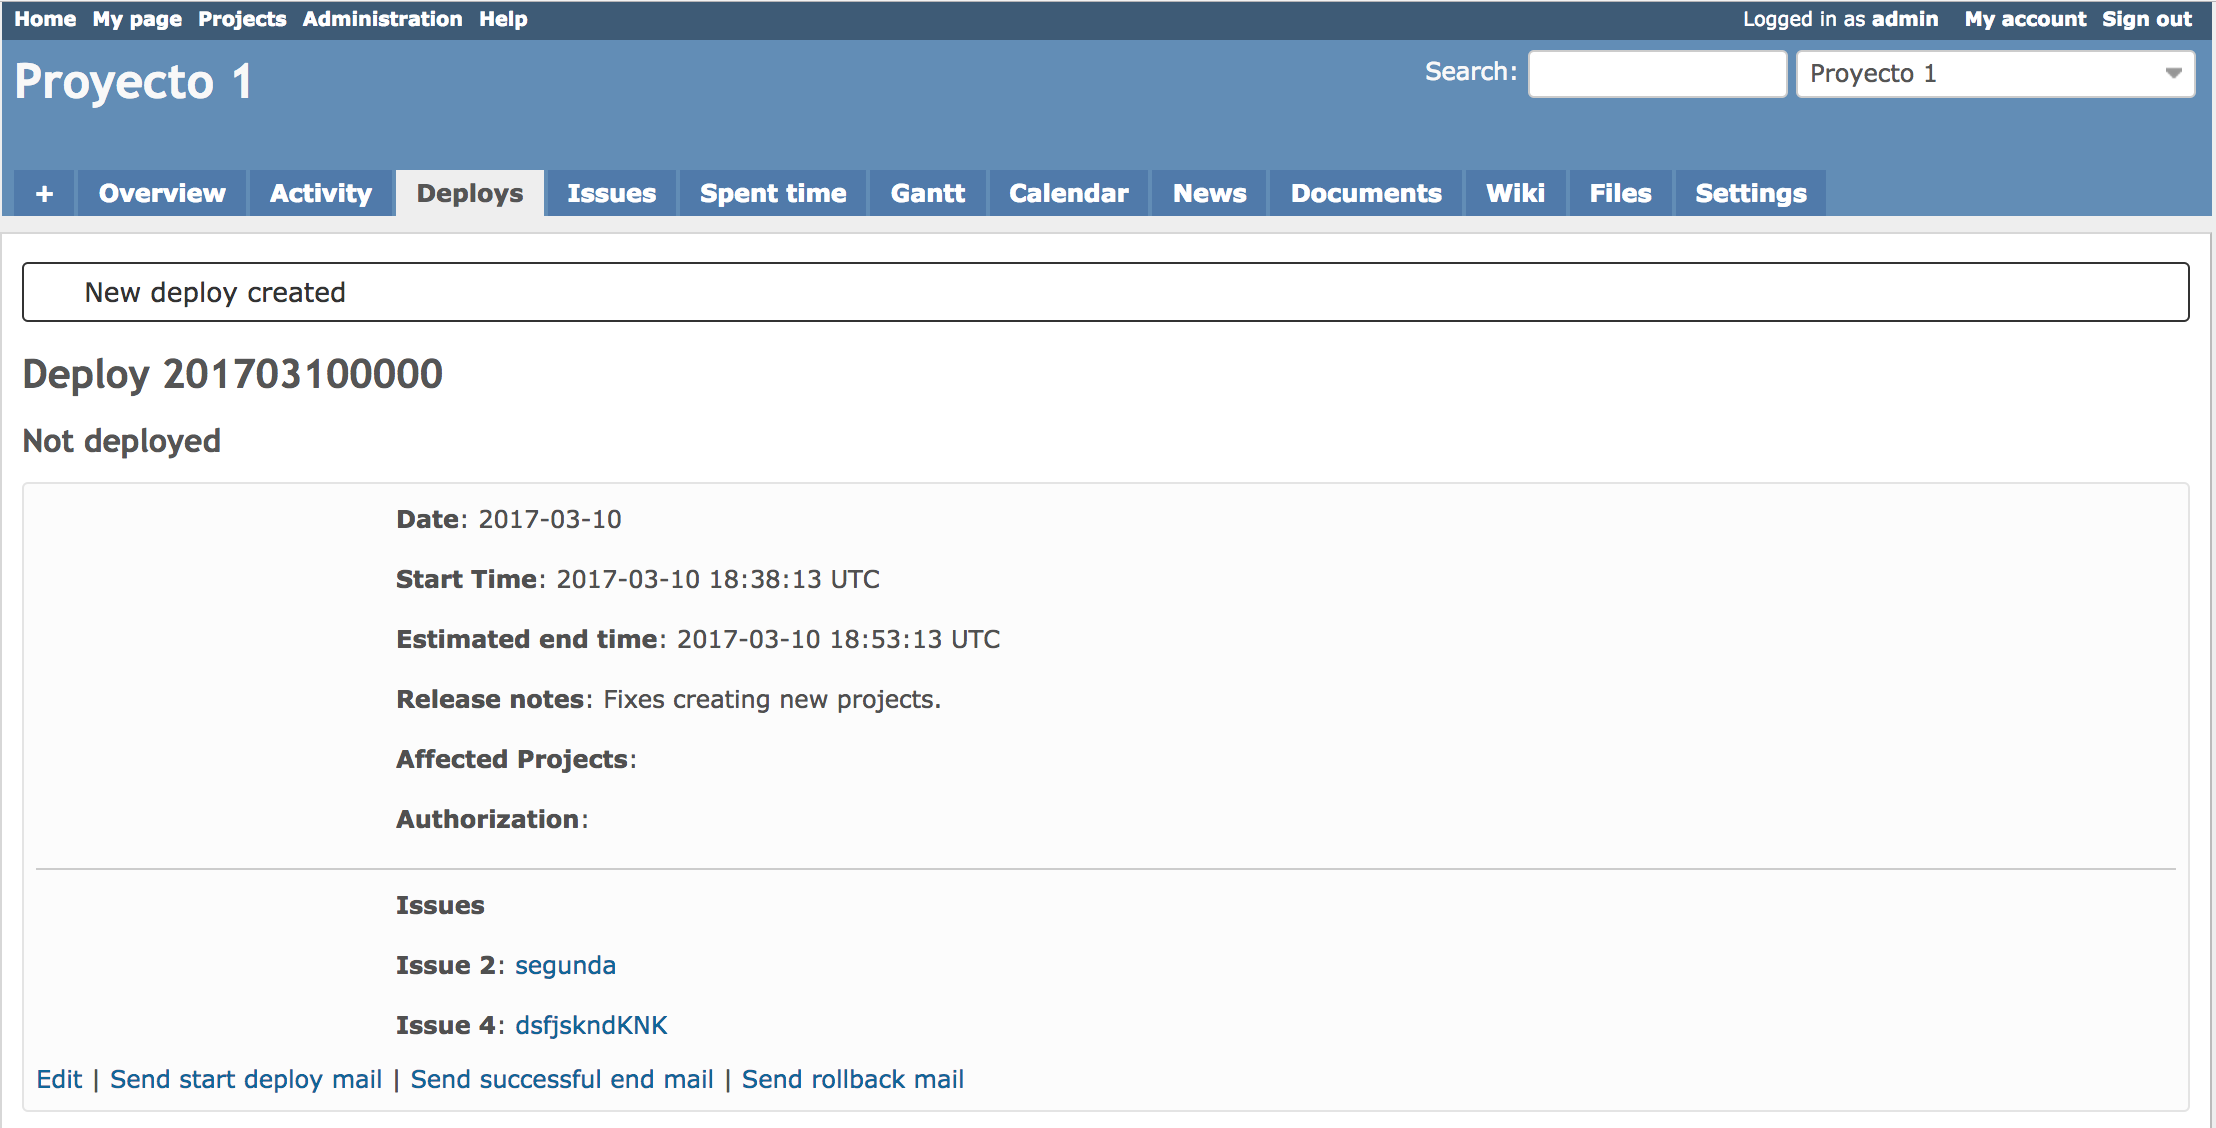 Home My page Projects Administration Help Logged in as admin My account Sign out
Proyecto 1 Search: Proyecto 1
+ Overview Activity Deploys Issues Spent time Gantt Calendar News Documents Wiki Files Settings
New deploy created
Deploy 201703100000
Not deployed
Date: 2017-03-10
Start Time: 2017-03-10 18:38:13 UTC
Estimated end time: 2017-03-10 18:53:13 UTC
Release notes: Fixes creating new projects.
Affected Projects:
Authorization:
Issues
Issue 2: segunda
Issue 4: dsfjskndKNK
Edit | Send start deploy mail | Send successful end mail | Send rollback mail